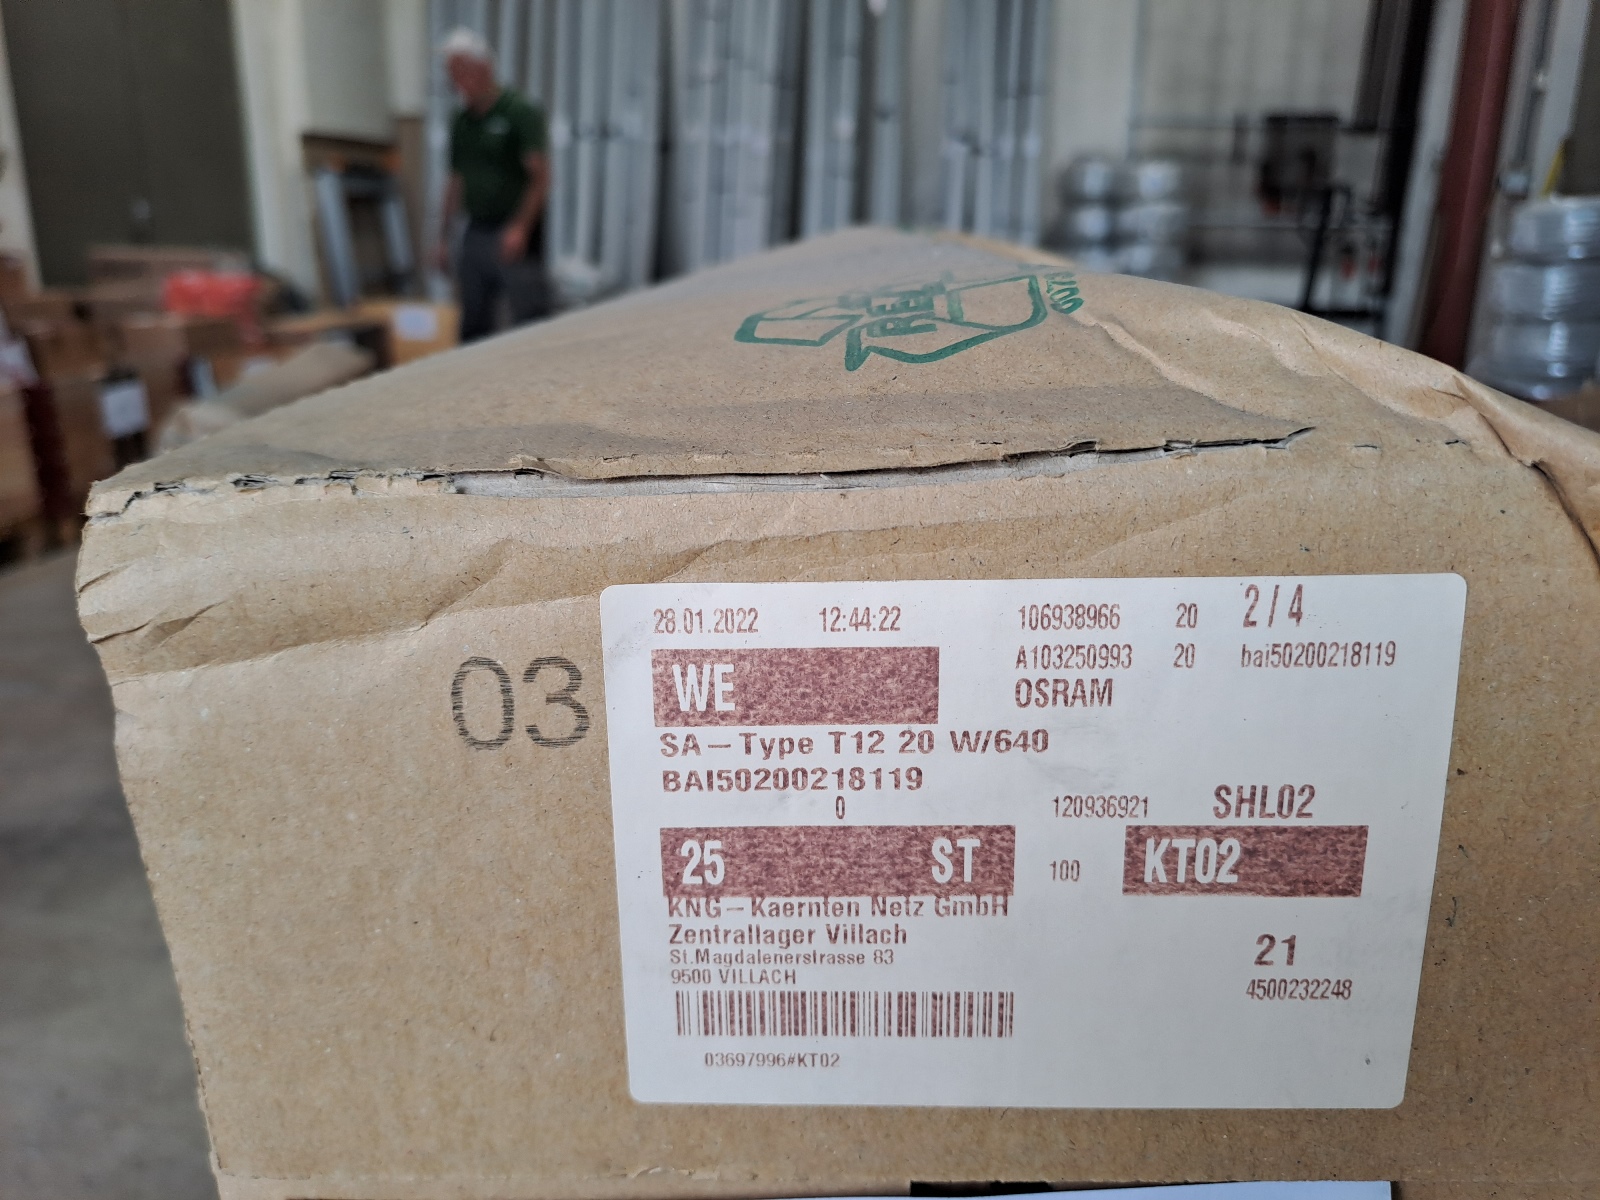 03
28.01.2022 12:44:22 106938966 20 2/4
A103250993 20 bai50200218119
WE OSRAM
SA-Type T12 20 W/640
BAI50200218119
0 120936921 SHL02
25 ST 100 KT02
KNG-Kaernten Netz GmbH
Zentrallager Villach
St.Magdalenerstrasse 83
9500 VILLACH
21
4500232248
03697996#KT02